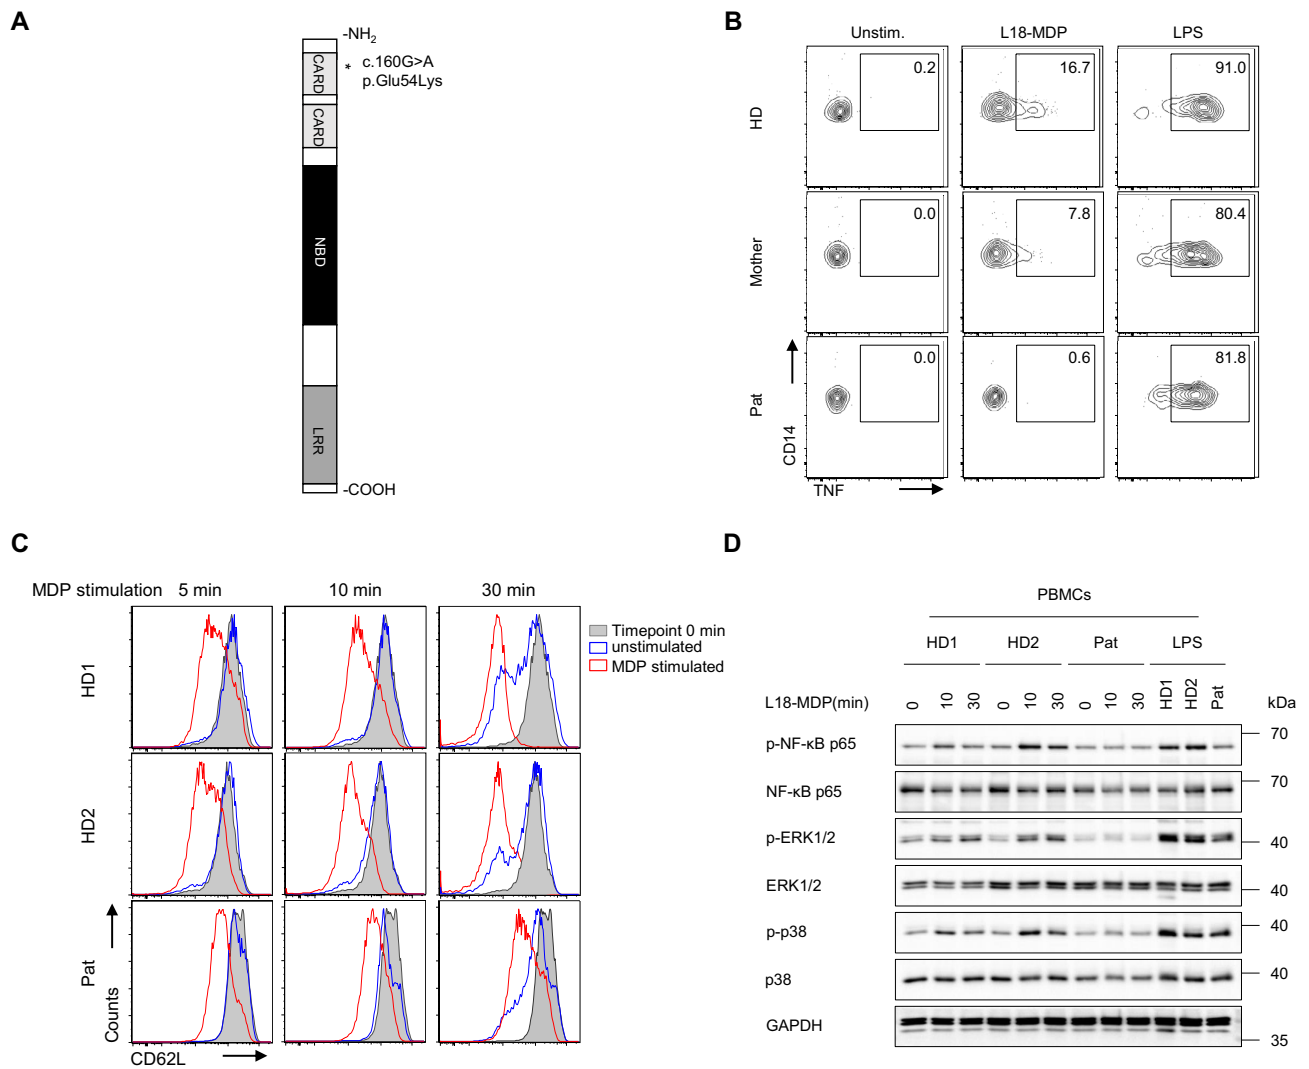 A
-NH2
CARD
* c.160G>A
p.Glu54Lys
CARD
NBD
LRR
-COOH
B
Unstim. L18-MDP LPS
HD 0.2 16.7 91.0
Mother 0.0 7.8 80.4
Pat 0.0 0.6 81.8
CD14
TNF
C
MDP stimulation 5 min 10 min 30 min
HD1
Timepoint 0 min
unstimulated
MDP stimulated
HD2
Pat
Counts
CD62L
D
PBMCs
HD1 HD2 Pat LPS
L18-MDP(min) 0 10 30 0 10 30 0 10 30 HD1 HD2 Pat kDa
p-NF-κB p65 70
NF-κB p65 70
p-ERK1/2 40
ERK1/2 40
p-p38 40
p38 40
GAPDH 35